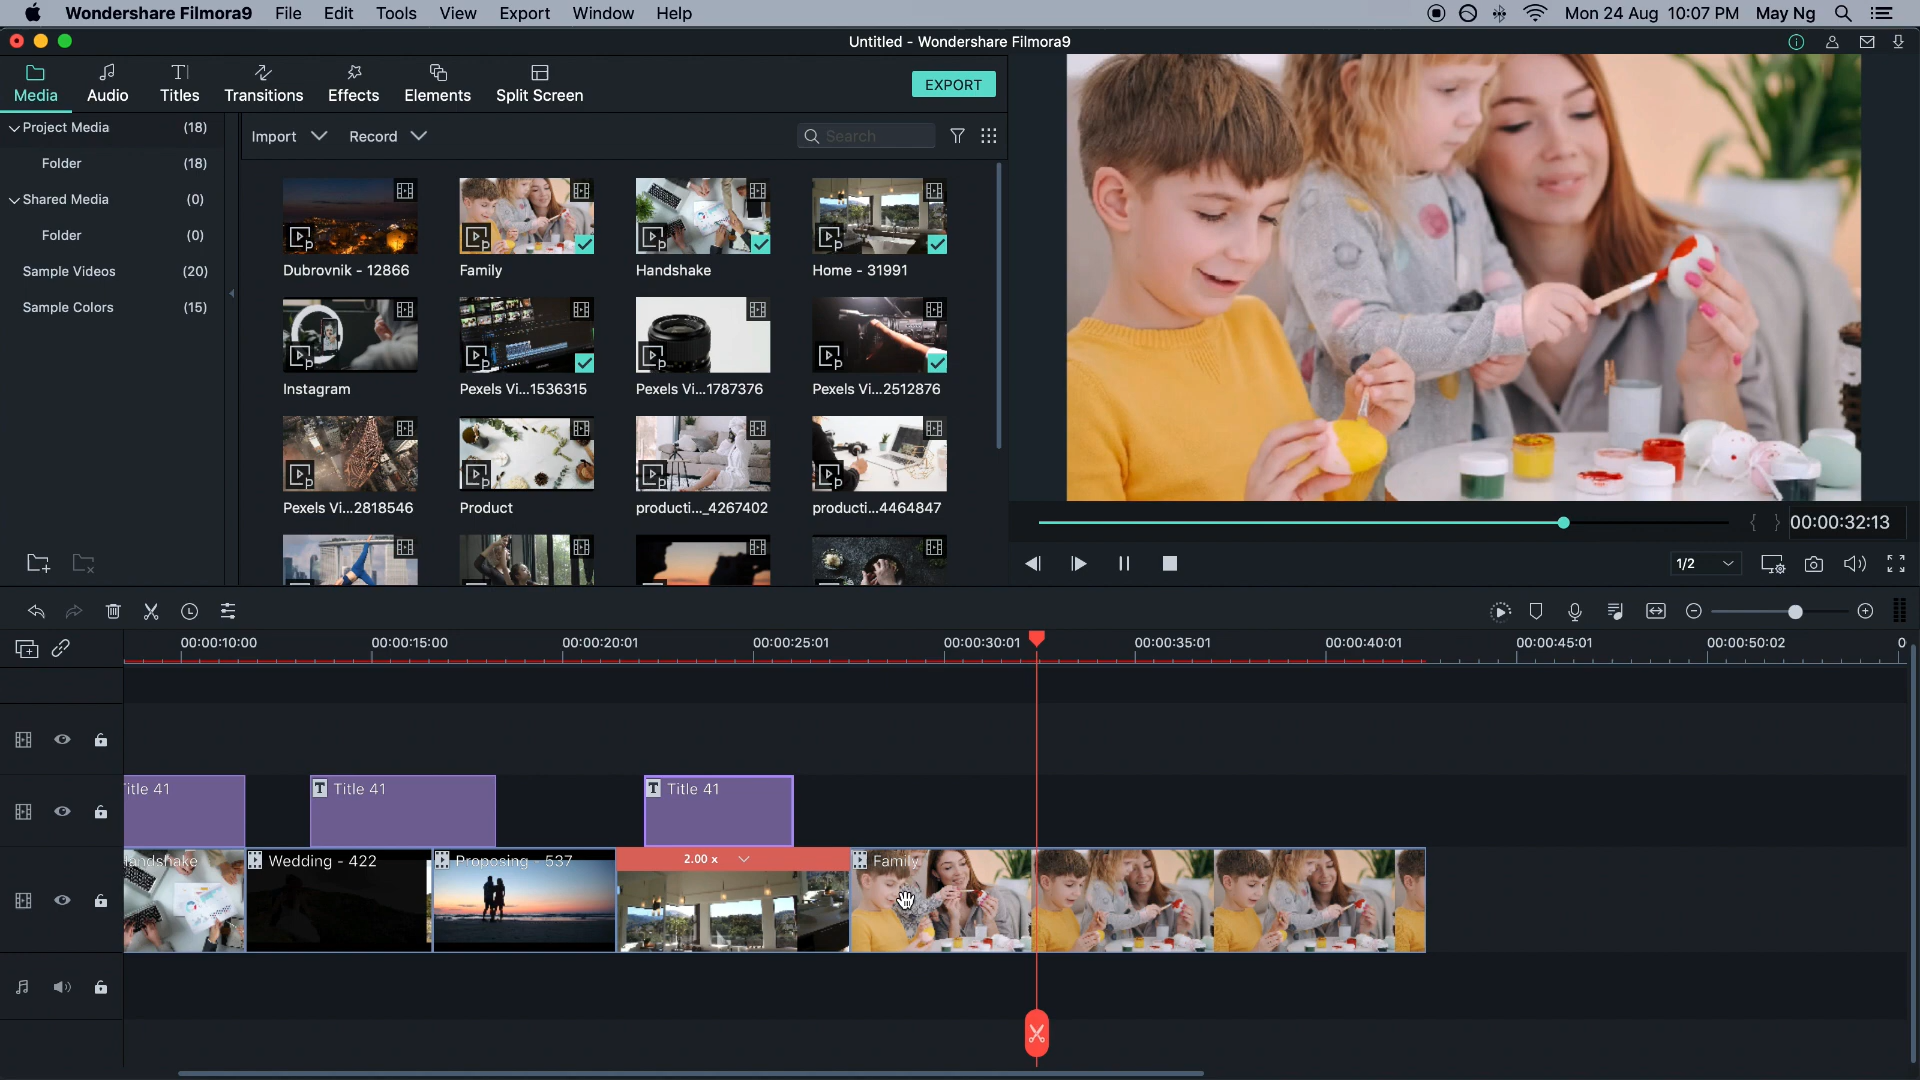 Wondershare Filmora9 File Edit Tools View Export Window Help Mon 24 Aug 10:07 PM May Ng
Untitled - Wondershare Filmora9
Media Audio Titles Transitions Effects Elements Split Screen EXPORT
Project Media (18)
Folder (18)
Shared Media (0)
Folder (0)
Sample Videos (20)
Sample Colors (15)
Import Record Search
Dubrovnik - 12866 Family Handshake Home - 31991
Instagram Pexels Vi...1536315 Pexels Vi...1787376 Pexels Vi...2512876
Pexels Vi...2818546 Product producti..._4267402 producti...4464847
{ } 00:00:32:13
1/2
00:00:10:00 00:00:15:00 00:00:20:01 00:00:25:01 00:00:30:01 00:00:35:01 00:00:40:01 00:00:45:01 00:00:50:02 0
itle 41 T Title 41 T Title 41
andshake Wedding - 422 Proposing - 537 2.00 x Family